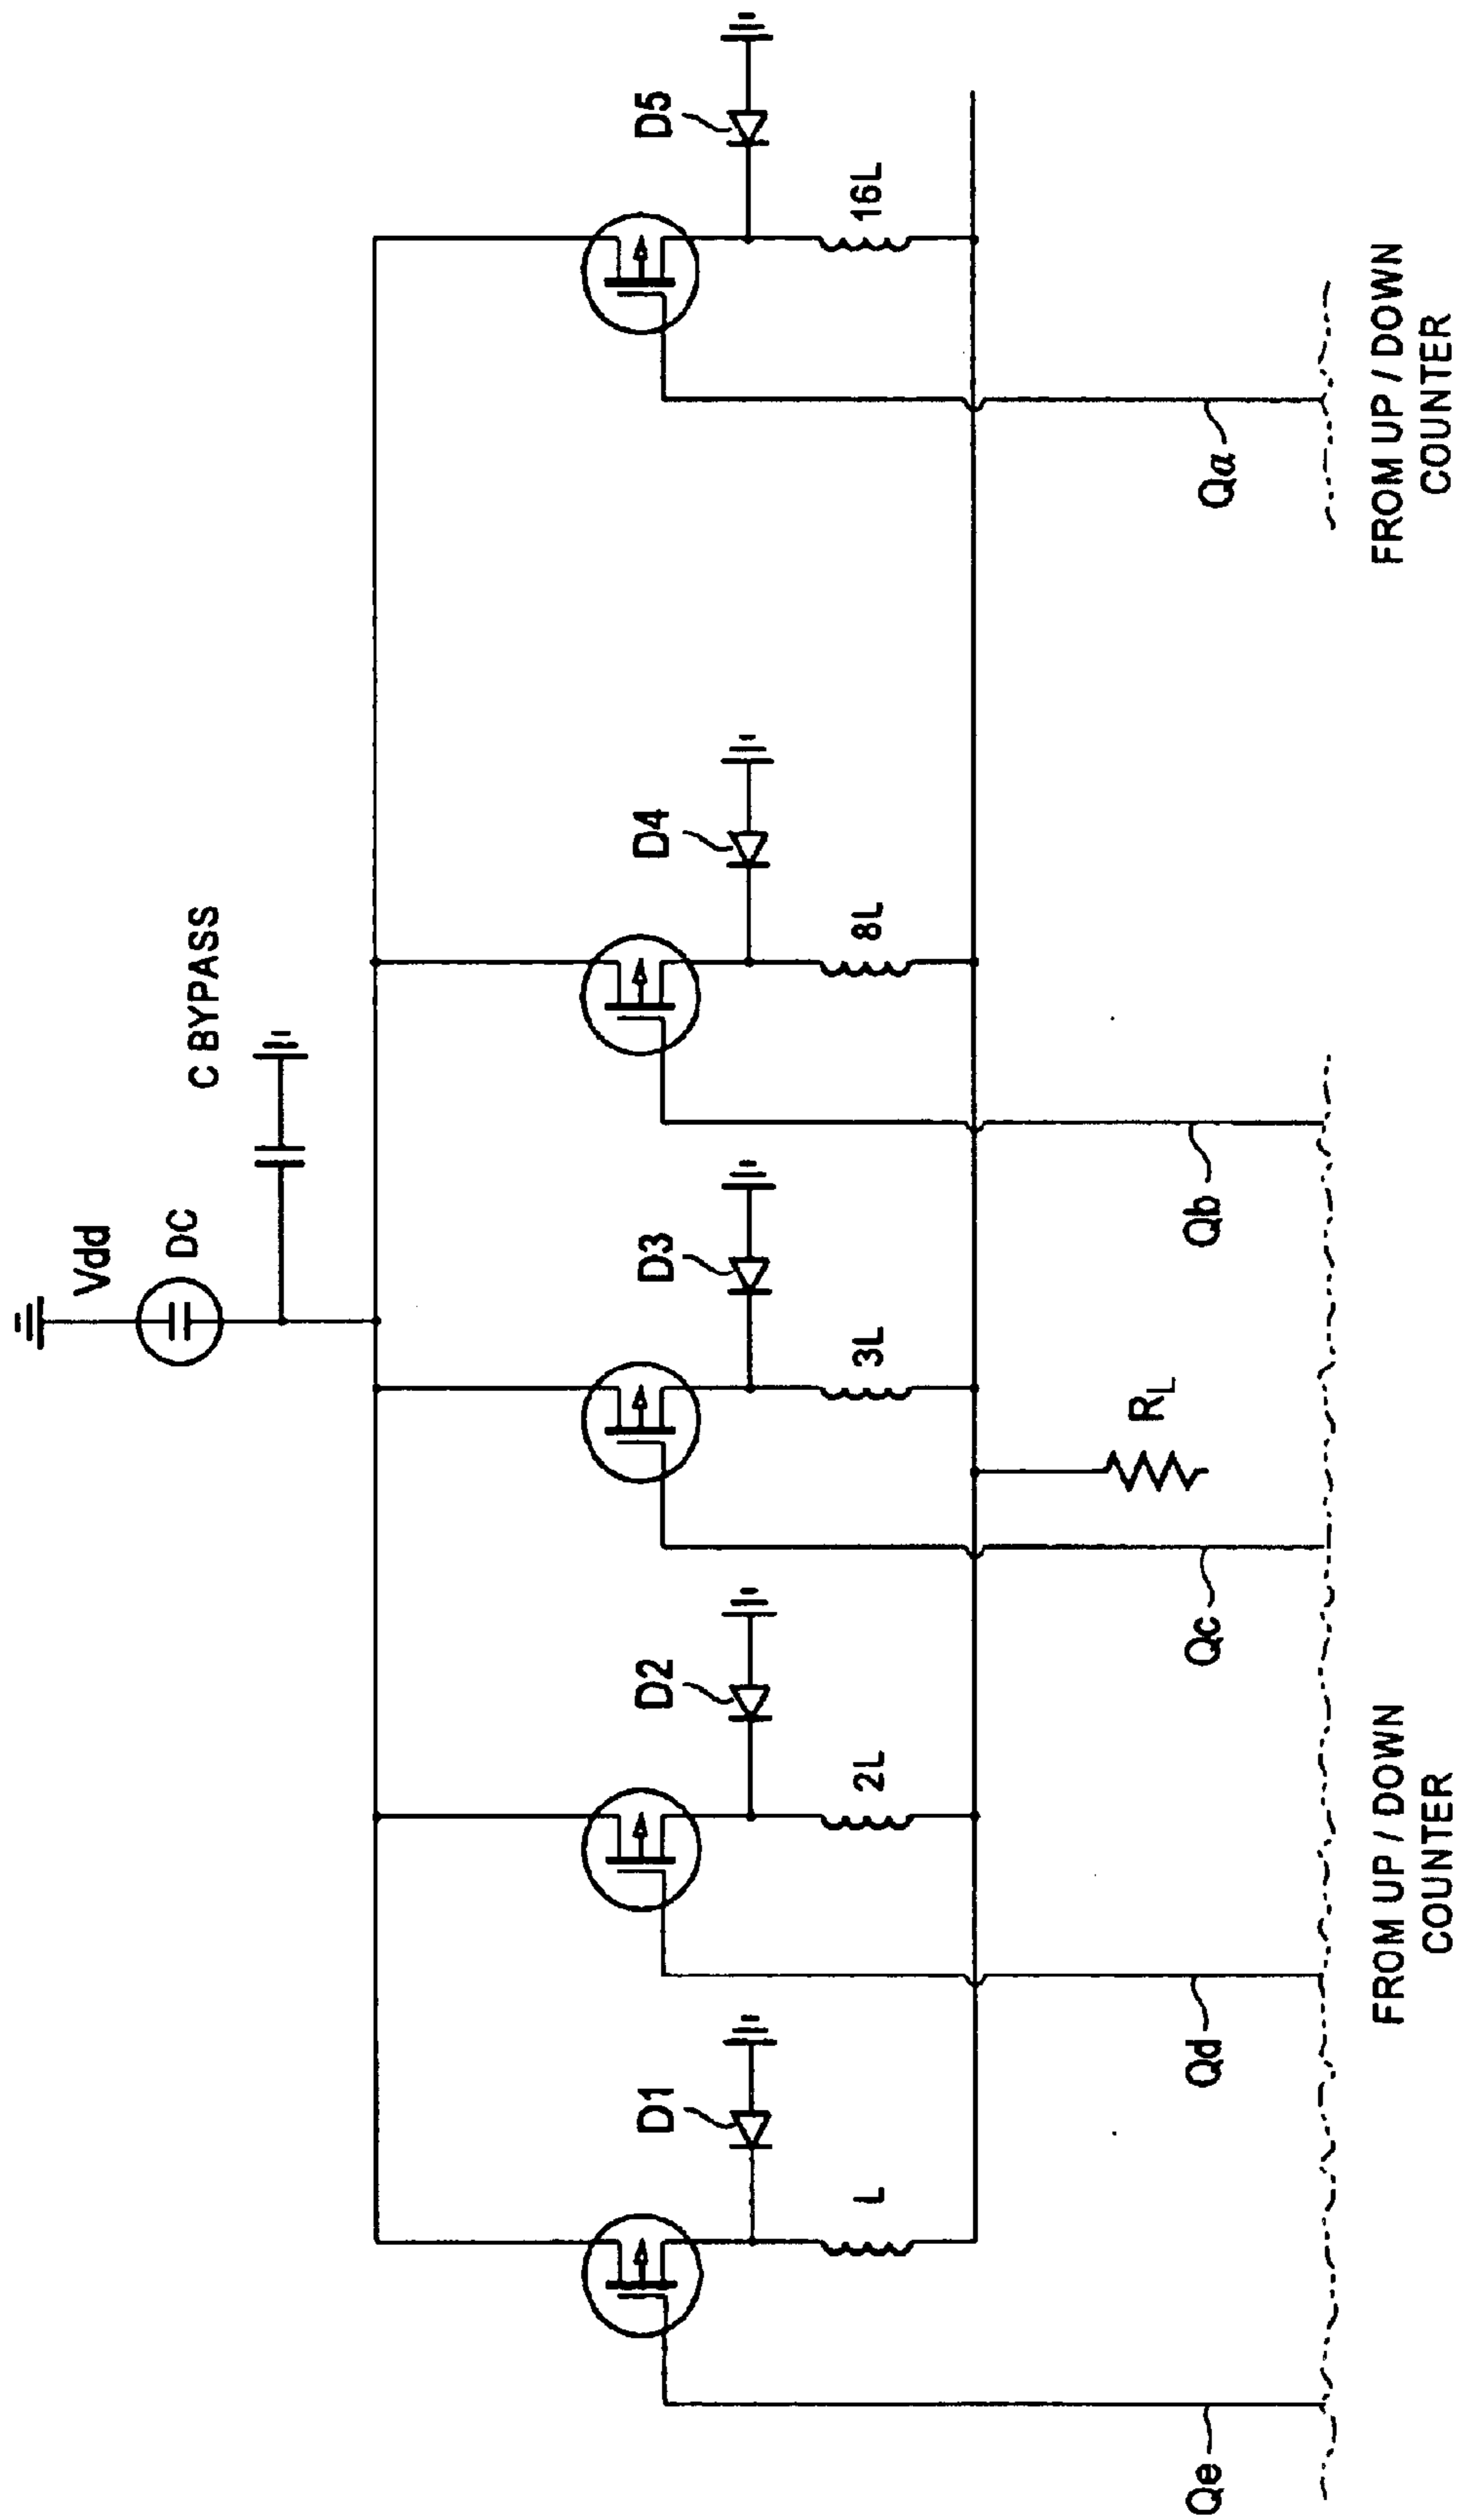 Vdd
DC
C BYPASS
D1
D2
D3
D4
D5
L
2L
3L
8L
16L
RL
Qe
Qd
Qc
Qb
Qa
FROM UP / DOWN
COUNTER
FROM UP / DOWN
COUNTER